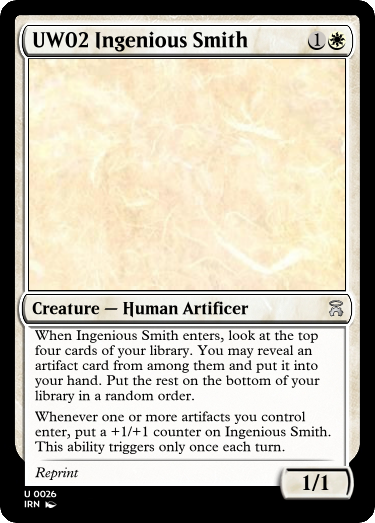 UW02 Ingenious Smith 1
Creature — Human Artificer
When Ingenious Smith enters, look at the top
four cards of your library. You may reveal an
artifact card from among them and put it into
your hand. Put the rest on the bottom of your
library in a random order.
Whenever one or more artifacts you control
enter, put a +1/+1 counter on Ingenious Smith.
This ability triggers only once each turn.
Reprint
1/1
U 0026
IRN